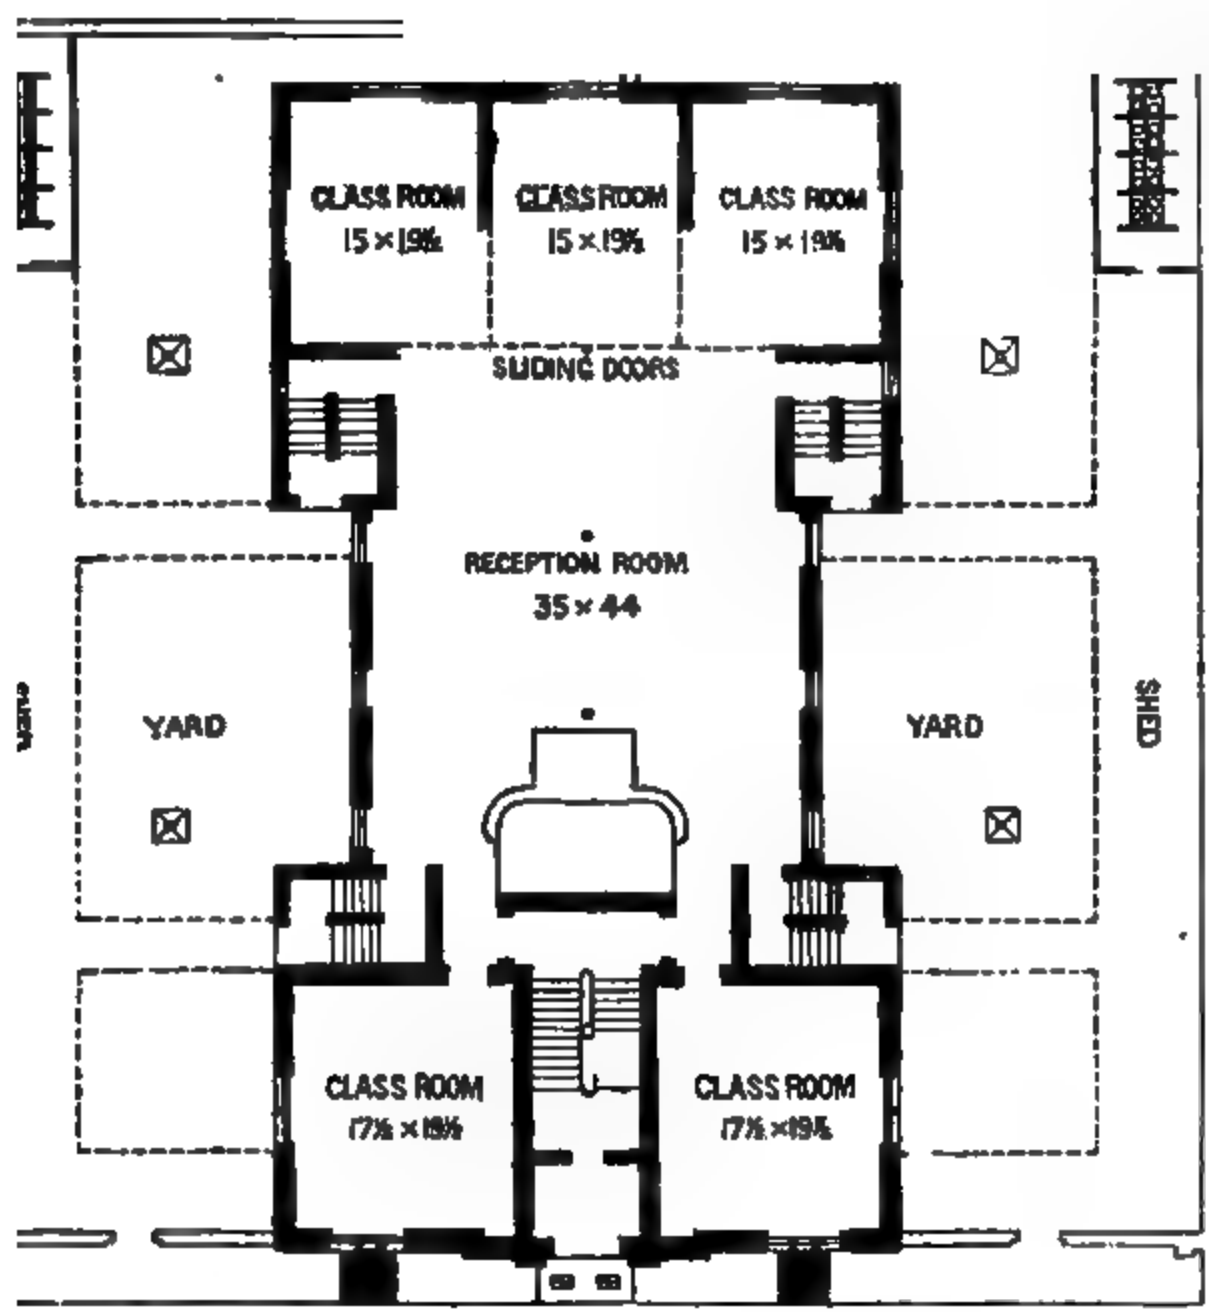 CLASS ROOM
15 × 19½
CLASS ROOM
15 × 19½
CLASS ROOM
15 × 19½
SLIDING DOORS
RECEPTION ROOM
35 × 44
YARD
YARD
SHED
CLASS ROOM
17½ × 19½
CLASS ROOM
17½ × 19½